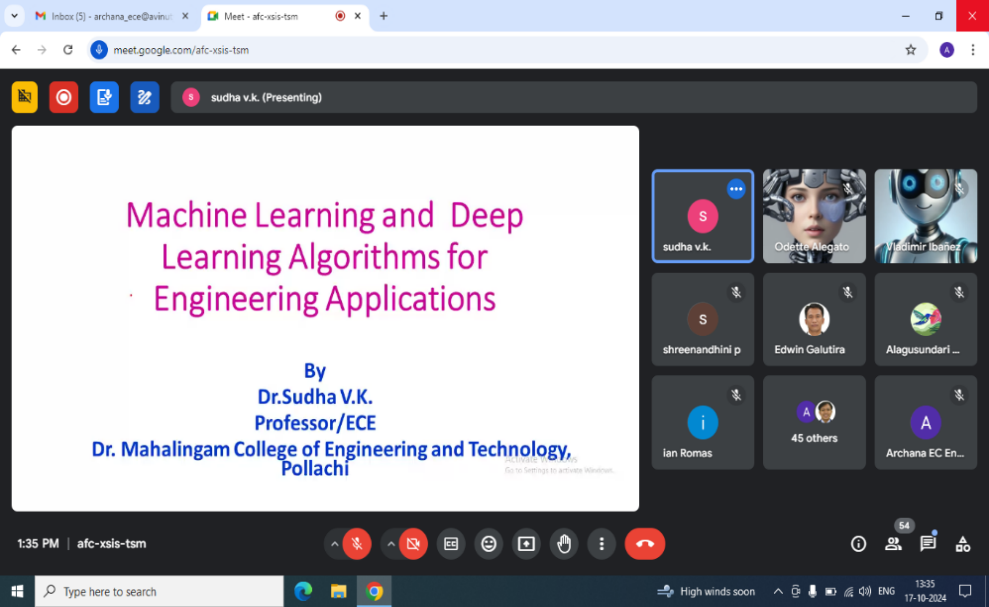 Inbox (5) - archana_ece@avinut
Meet - afc-xsis-tsm
meet.google.com/afc-xsis-tsm
A
S
sudha v.k. (Presenting)
Machine Learning and Deep
Learning Algorithms for
Engineering Applications
By
Dr.Sudha V.K.
Professor/ECE
Dr. Mahalingam College of Engineering and Technology,
Pollachi
Activate Windows
Go to Settings to activate Windows.
S
sudha v.k.
Odette Alegato
Vladimir Ibañez
S
shreenandhini p
Edwin Galutira
Alagusundari ...
i
ian Romas
A
45 others
A
Archana EC En...
1:35 PM | afc-xsis-tsm
54
Type here to search
High winds soon
ENG
13:35
17-10-2024